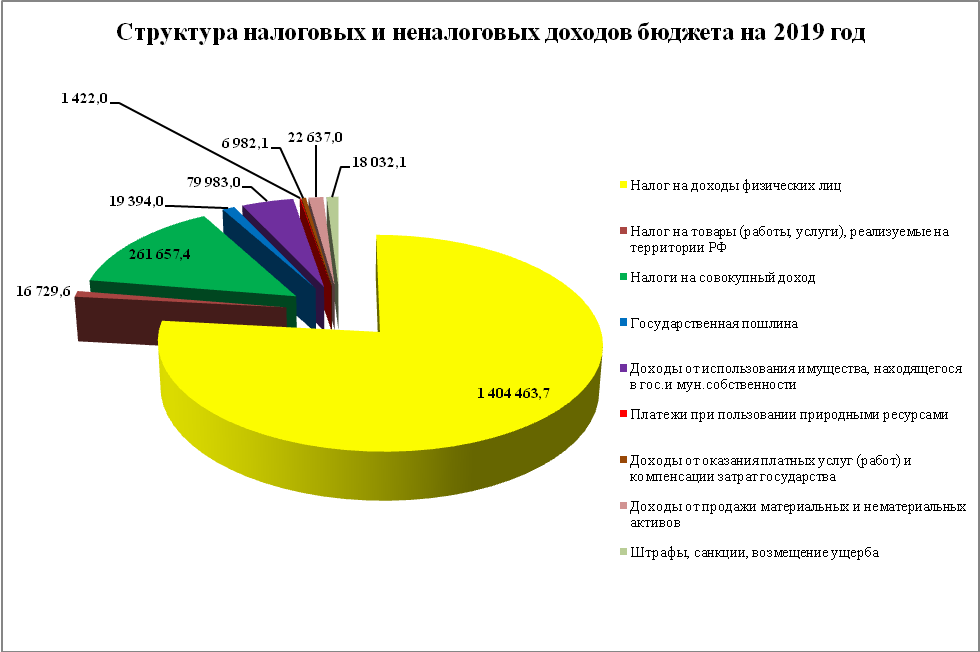 Структура налоговых и неналоговых доходов бюджета на 2019 год
1 422,0
6 982,1
22 637,0
18 032,1
79 983,0
19 394,0
261 657,4
16 729,6
1 404 463,7
Налог на доходы физических лиц
Налог на товары (работы, услуги), реализуемые на
территории РФ
Налоги на совокупный доход
Государственная пошлина
Доходы от использования имущества, находящегося
в гос.и мун.собственности
Платежи при пользовании природными ресурсами
Доходы от оказания платных услуг (работ) и
компенсации затрат государства
Доходы от продажи материальных и нематериальных
активов
Штрафы, санкции, возмещение ущерба